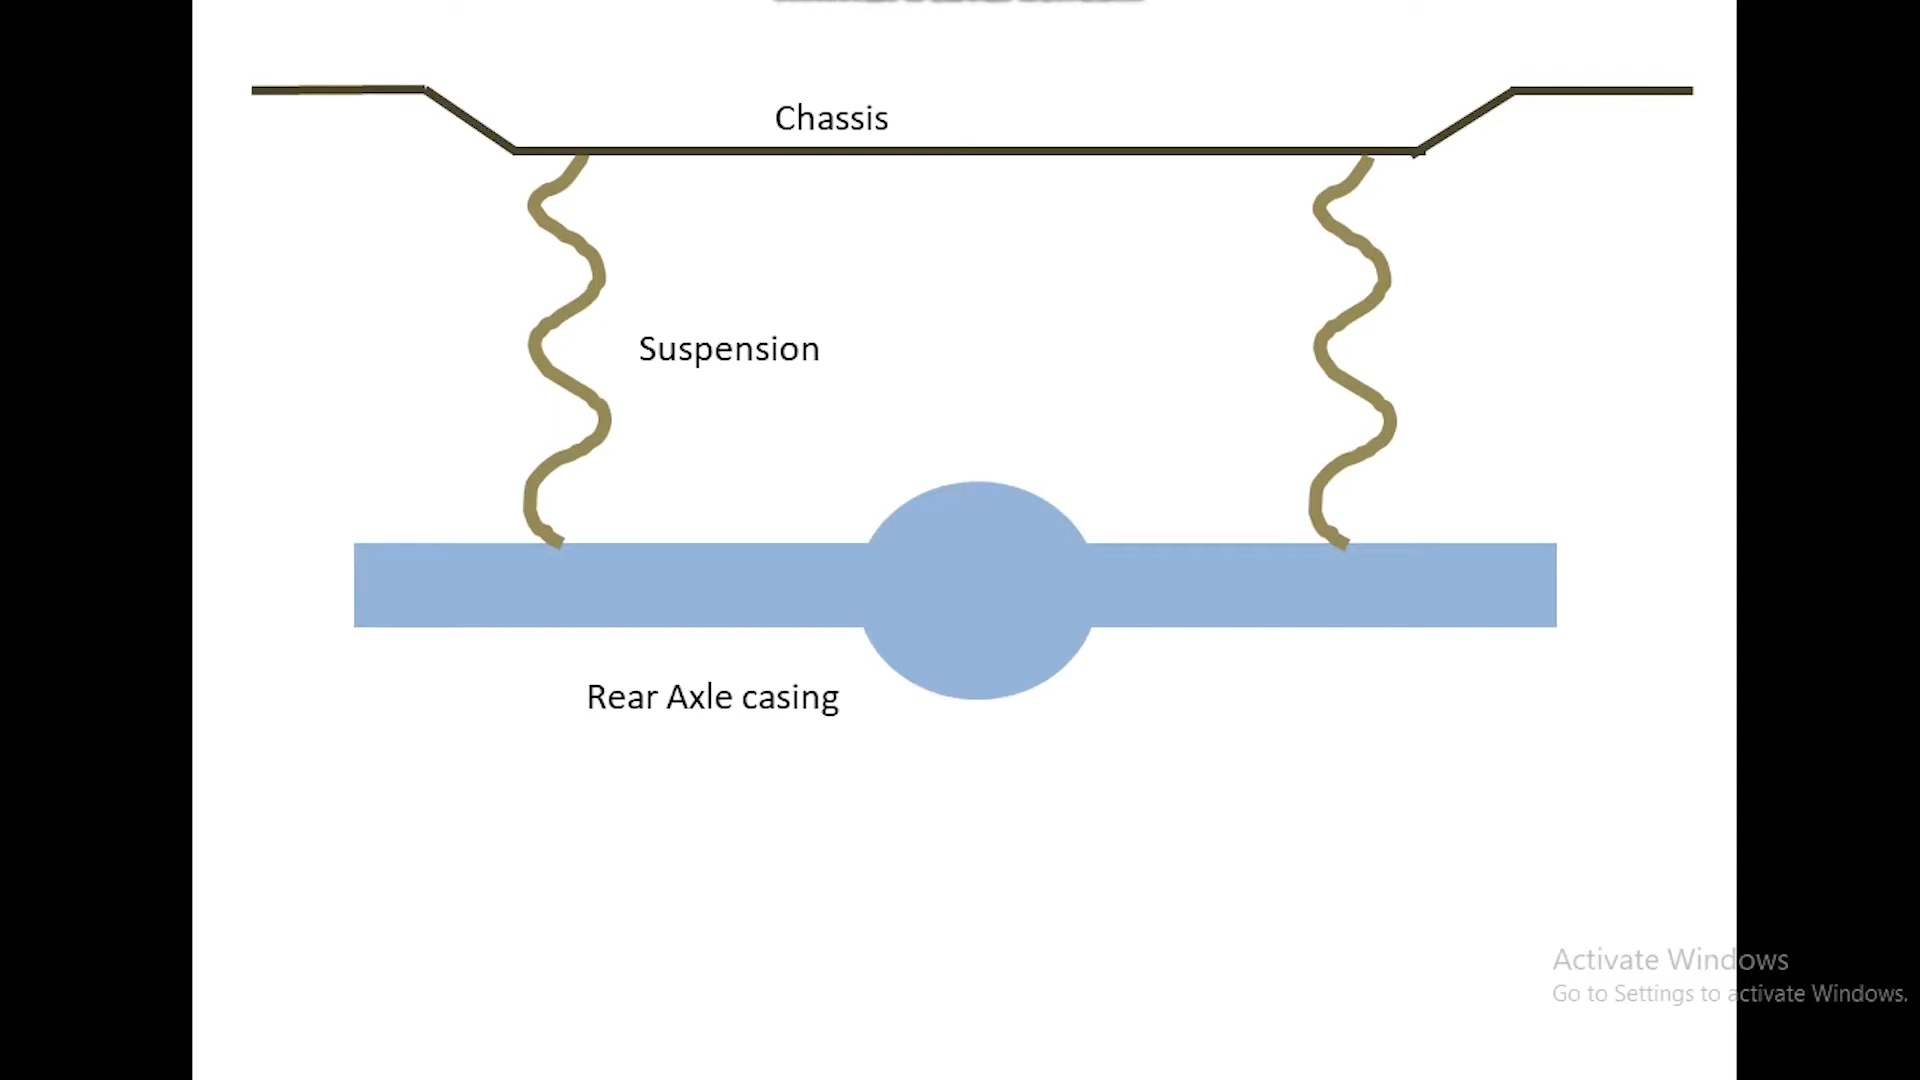 Chassis
Suspension
Rear Axle casing
Activate Windows
Go to Settings to activate Windows.